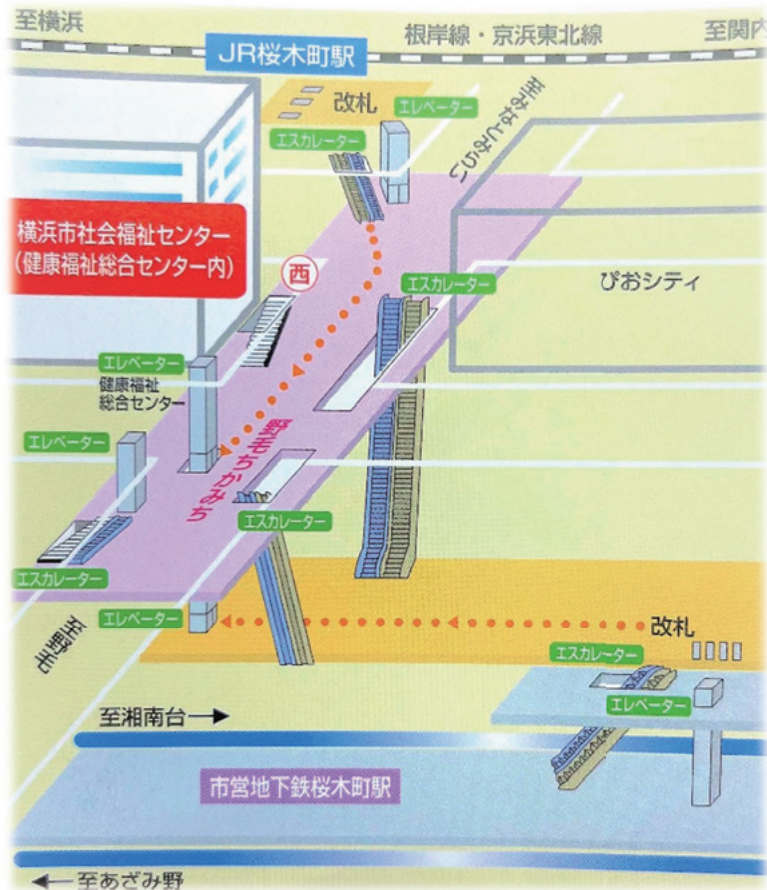 至横浜
根岸線・京浜東北線
至関内
JR桜木町駅
改札
エレベーター
エスカレーター
至みなとみらい
横浜市社会福祉センター
(健康福祉総合センター内)
西
エスカレーター
ぴおシティ
エレベーター
健康福祉
総合センター
エレベーター
野毛ちかみち
エスカレーター
エスカレーター
エレベーター
改札
至野毛
エスカレーター
エレベーター
至湘南台→
市営地下鉄桜木町駅
←至あざみ野